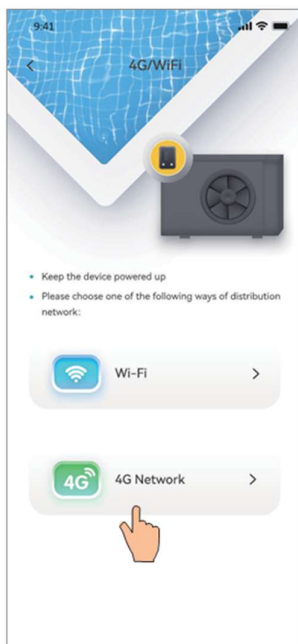 9:41
4G/WiFi
Keep the device powered up
Please choose one of the following ways of distribution
network:
Wi-Fi
4G
4G Network